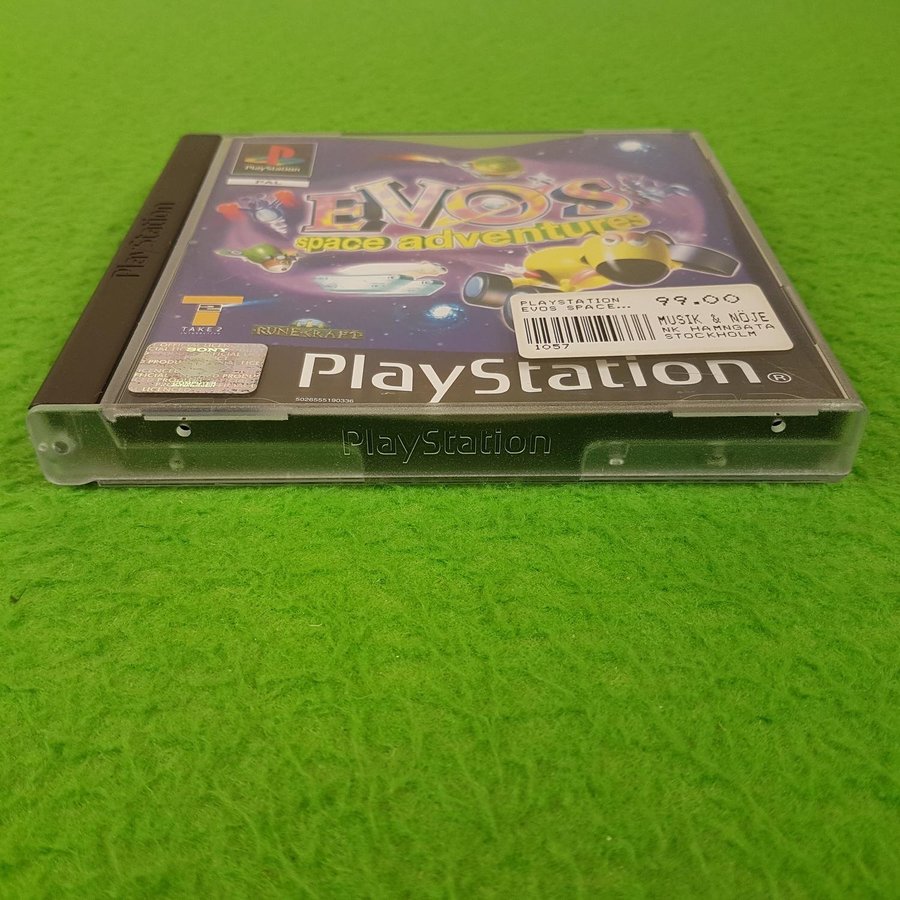 PlayStation
PlayStation
PAL
EVO'S
space adventures
TAKE 2
RUNECRAFT
SONY
PlayStation®
5026555190336
PLAYSTATION
EVOS SPACE...
99.00
1057
MUSIK & NÖJE
NK HAMNGATA
STOCKHOLM
PlayStation